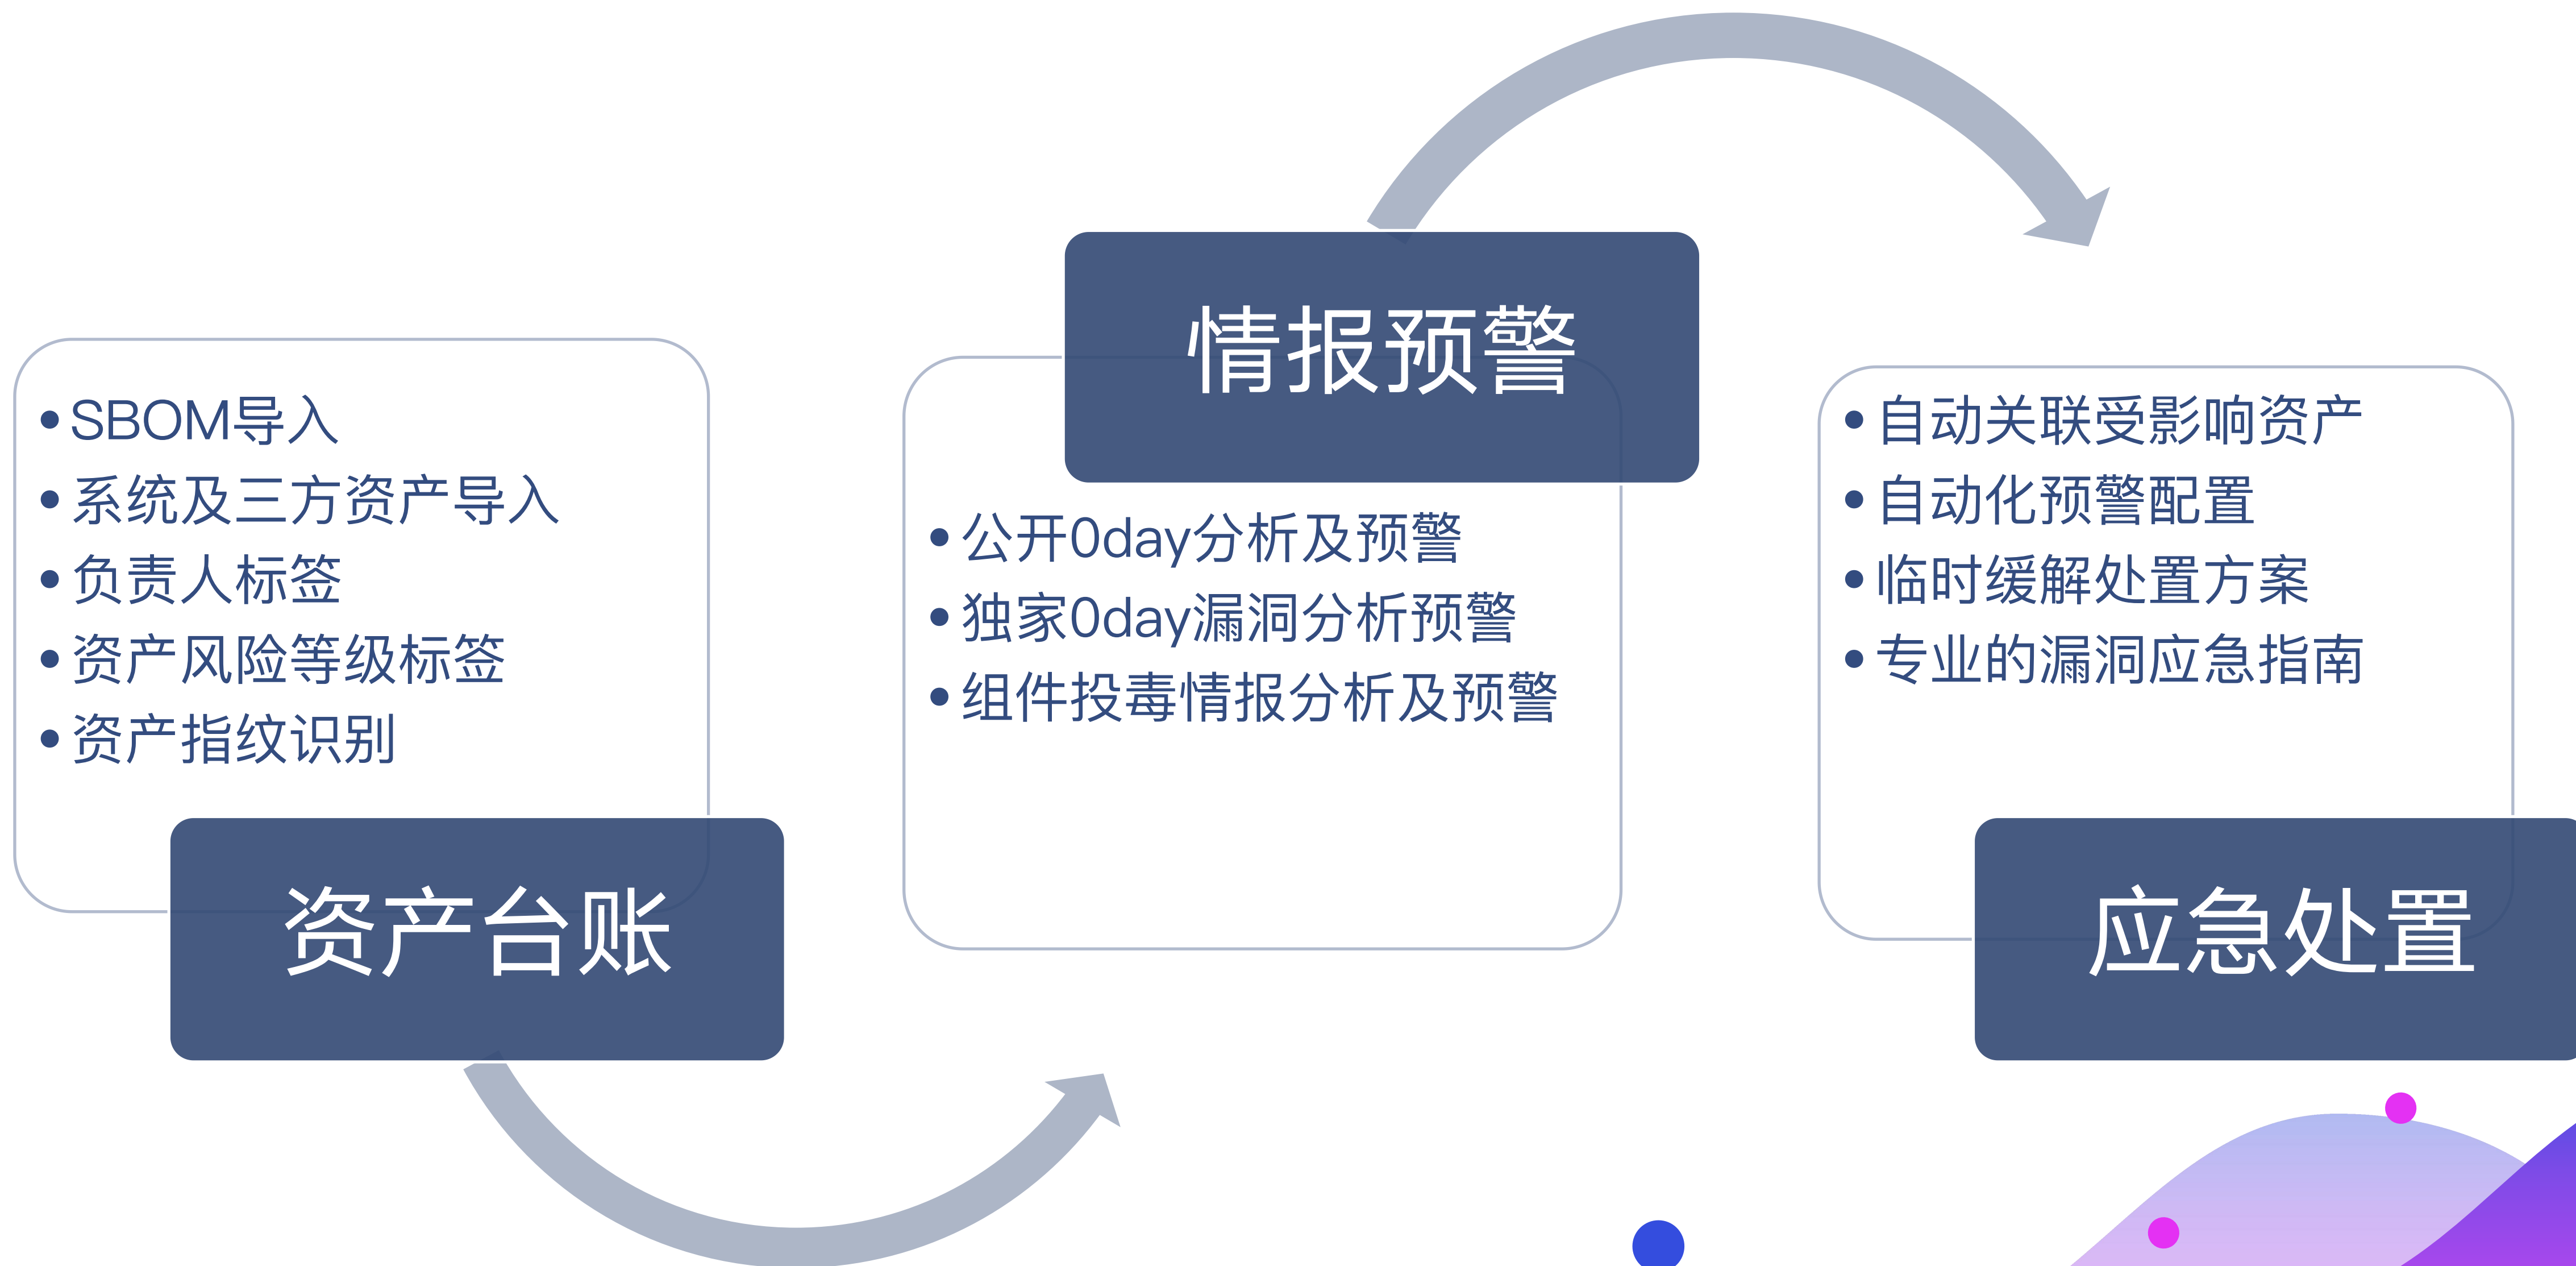 • SBOM导入
• 系统及三方资产导入
• 负责人标签
• 资产风险等级标签
• 资产指纹识别
资产台账
情报预警
• 公开0day分析及预警
• 独家0day漏洞分析预警
• 组件投毒情报分析及预警
• 自动关联受影响资产
• 自动化预警配置
• 临时缓解处置方案
• 专业的漏洞应急指南
应急处置